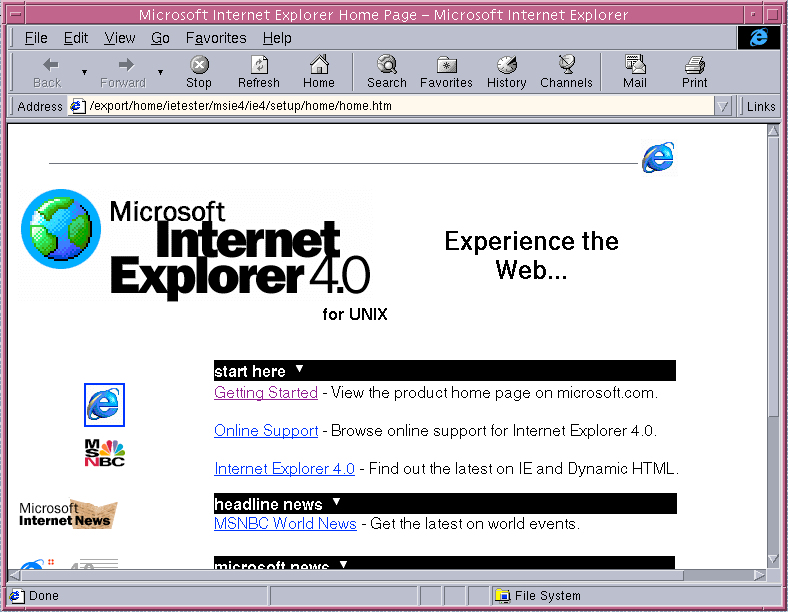 Microsoft Internet Explorer Home Page – Microsoft Internet Explorer
File Edit View Go Favorites Help
Back Forward Stop Refresh Home Search Favorites History Channels Mail Print
Address /export/home/ietester/msie4/ie4/setup/home/home.htm Links
Microsoft
Internet
Explorer 4.0
for UNIX
Experience the
Web...
start here
Getting Started - View the product home page on microsoft.com.
Online Support - Browse online support for Internet Explorer 4.0.
MSNBC
Internet Explorer 4.0 - Find out the latest on IE and Dynamic HTML.
headline news
Microsoft
Internet News
MSNBC World News - Get the latest on world events.
microsoft news
4.0
Done File System